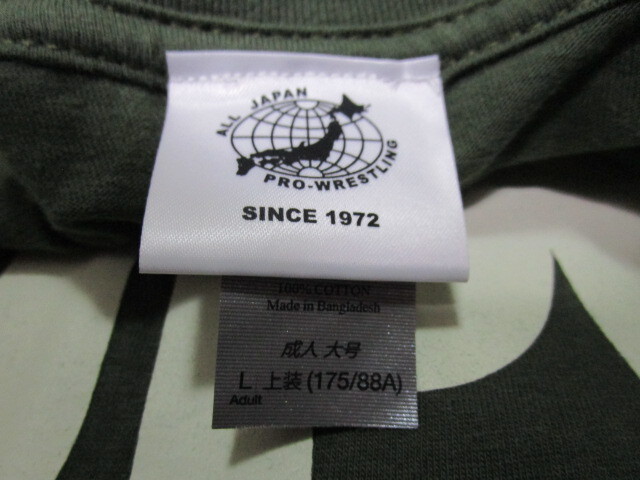 ALL JAPAN
PRO-WRESTLING
SINCE 1972
100% COTTON
Made in Bangladesh
成人 大号
L 上装 (175/88A)
Adult